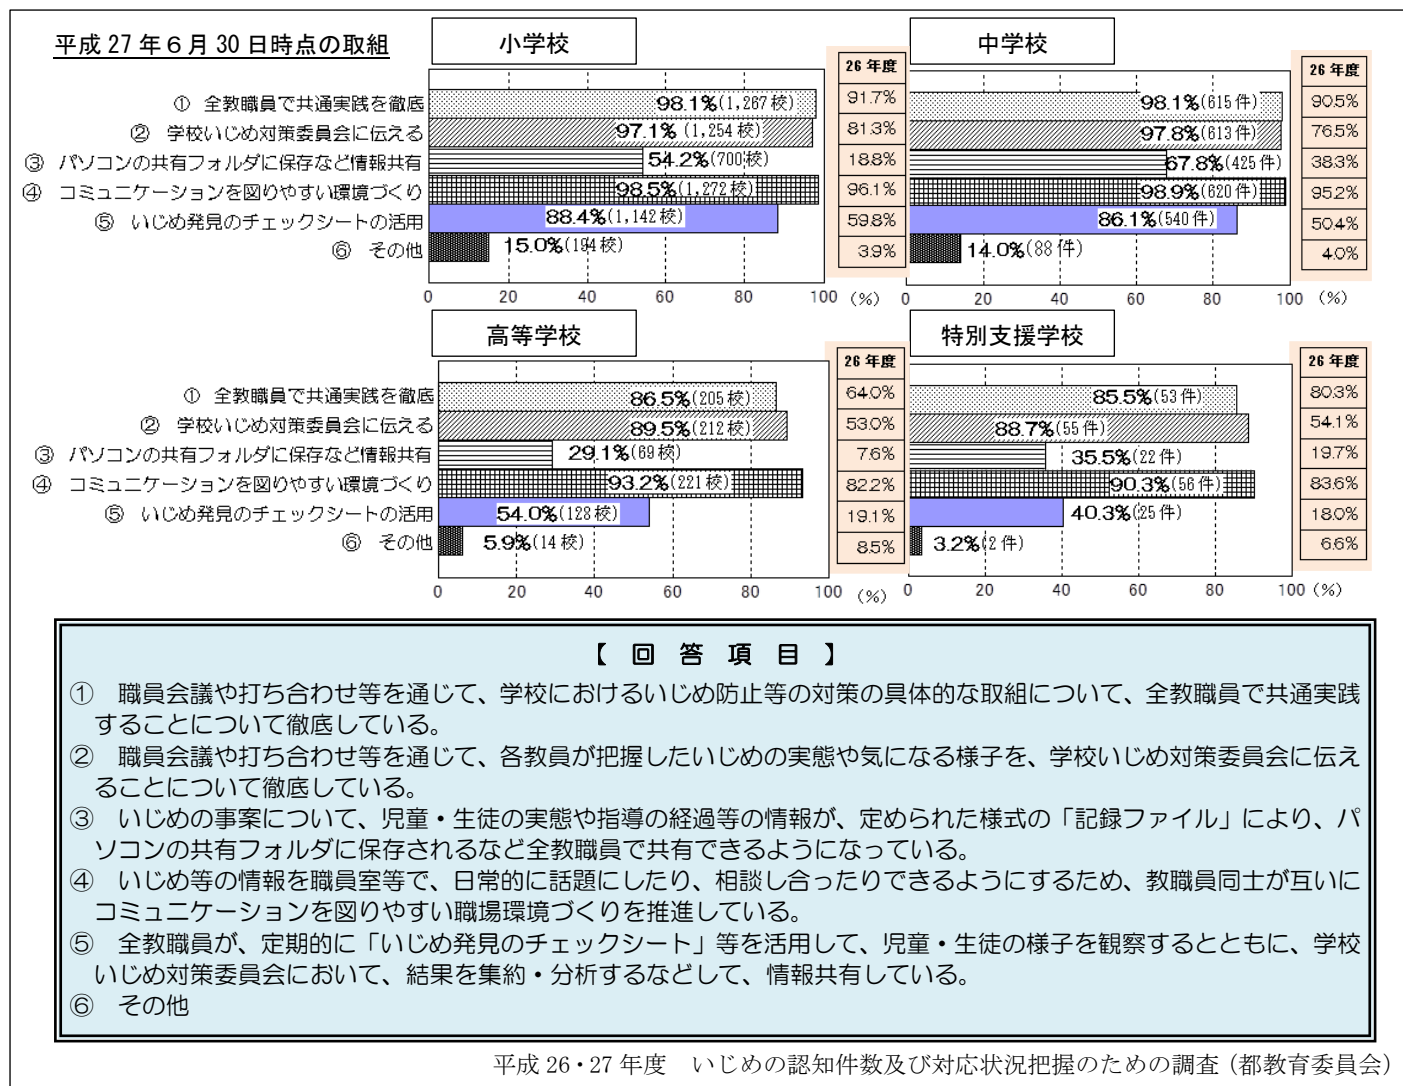 平成27年6月30日時点の取組
小学校
26年度
① 全教職員で共通実践を徹底 98.1%(1,267校) 91.7%
② 学校いじめ対策委員会に伝える 97.1%(1,254校) 81.3%
③ パソコンの共有フォルダに保存など情報共有 54.2%(700校) 18.8%
④ コミュニケーションを図りやすい環境づくり 98.5%(1,272校) 96.1%
⑤ いじめ発見のチェックシートの活用 88.4%(1,142校) 59.8%
⑥ その他 15.0%(194校) 3.9%
0 20 40 60 80 100 (%)
中学校
26年度
98.1%(615件) 90.5%
97.8%(613件) 76.5%
67.8%(425件) 38.3%
98.9%(620件) 95.2%
86.1%(540件) 50.4%
14.0%(88件) 4.0%
0 20 40 60 80 100 (%)
高等学校
26年度
① 全教職員で共通実践を徹底 86.5%(205校) 64.0%
② 学校いじめ対策委員会に伝える 89.5%(212校) 53.0%
③ パソコンの共有フォルダに保存など情報共有 29.1%(69校) 7.6%
④ コミュニケーションを図りやすい環境づくり 93.2%(221校) 82.2%
⑤ いじめ発見のチェックシートの活用 54.0%(128校) 19.1%
⑥ その他 5.9%(14校) 8.5%
0 20 40 60 80 100 (%)
特別支援学校
26年度
85.5%(53件) 80.3%
88.7%(55件) 54.1%
35.5%(22件) 19.7%
90.3%(56件) 83.6%
40.3%(25件) 18.0%
3.2%(2件) 6.6%
0 20 40 60 80 100 (%)
【 回 答 項 目 】
① 職員会議や打ち合わせ等を通じて、学校におけるいじめ防止等の対策の具体的な取組について、全教職員で共通実践
することについて徹底している。
② 職員会議や打ち合わせ等を通じて、各教員が把握したいじめの実態や気になる様子を、学校いじめ対策委員会に伝え
ることについて徹底している。
③ いじめの事案について、児童・生徒の実態や指導の経過等の情報が、定められた様式の「記録ファイル」により、パ
ソコンの共有フォルダに保存されるなど全教職員で共有できるようになっている。
④ いじめ等の情報を職員室等で、日常的に話題にしたり、相談し合ったりできるようにするため、教職員同士が互いに
コミュニケーションを図りやすい職場環境づくりを推進している。
⑤ 全教職員が、定期的に「いじめ発見のチェックシート」等を活用して、児童・生徒の様子を観察するとともに、学校
いじめ対策委員会において、結果を集約・分析するなどして、情報共有している。
⑥ その他
平成26・27年度 いじめの認知件数及び対応状況把握のための調査(都教育委員会)